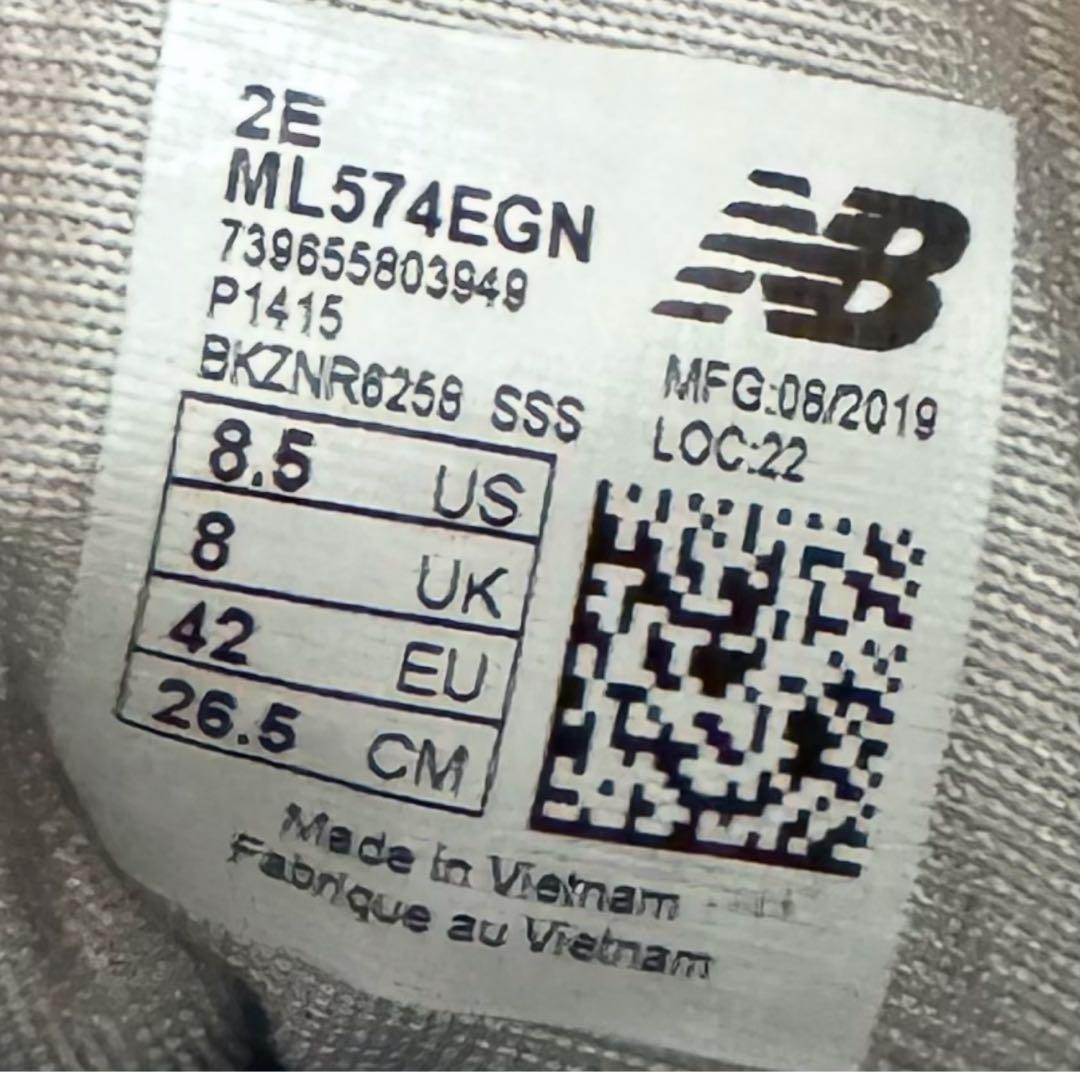 2E
ML574EGN
739655803949
P1415
BKZNR6258 SSS
NB
MFG:08/2019
LOC:22
8.5 US
8 UK
42 EU
26.5 CM
Made in Vietnam
Fabrique au Vietnam